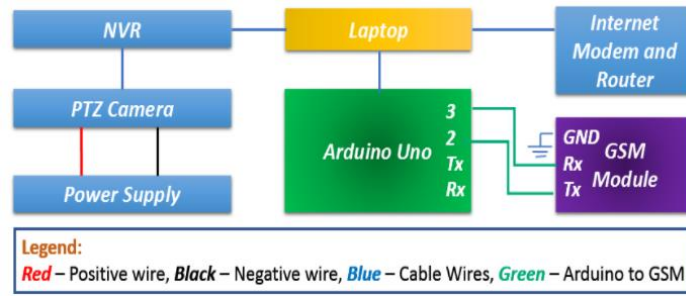 NVR
Laptop
Internet
Modem and
Router
PTZ Camera
Power Supply
Arduino Uno
3
2
Tx
Rx
GND
GSM
Rx
Module
Tx
Legend:
Red – Positive wire, Black – Negative wire, Blue – Cable Wires, Green – Arduino to GSM